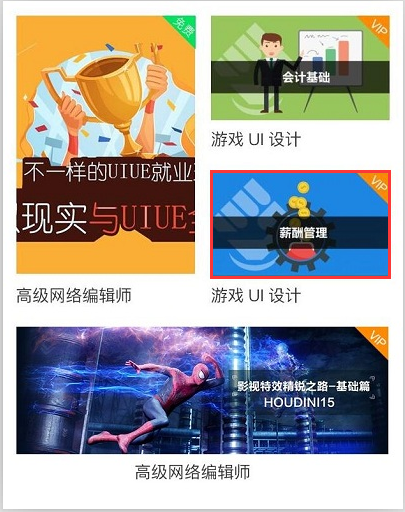 免费
不一样的UIUE就业
现实与UIUE
高级网络编辑师
VIP
会计基础
游戏 UI 设计
VIP
薪酬管理
游戏 UI 设计
VIP
影视特效精锐之路-基础篇
HOUDINI15
高级网络编辑师